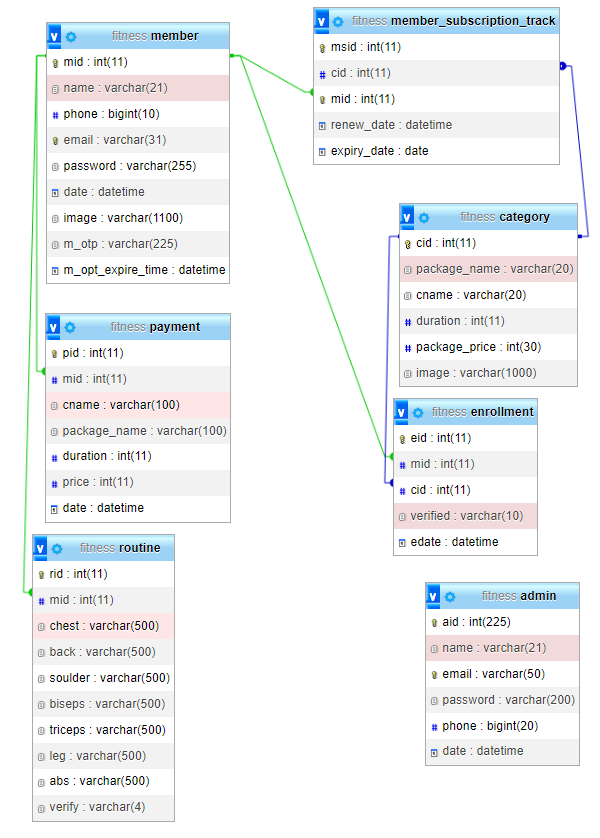 fitness member
mid : int(11)
name : varchar(21)
phone : bigint(10)
email : varchar(31)
password : varchar(255)
date : datetime
image : varchar(1100)
m_otp : varchar(225)
m_opt_expire_time : datetime
fitness member_subscription_track
msid : int(11)
cid : int(11)
mid : int(11)
renew_date : datetime
expiry_date : date
fitness category
cid : int(11)
package_name : varchar(20)
cname : varchar(20)
duration : int(11)
package_price : int(30)
image : varchar(1000)
fitness payment
pid : int(11)
mid : int(11)
cname : varchar(100)
package_name : varchar(100)
duration : int(11)
price : int(11)
date : datetime
fitness enrollment
eid : int(11)
mid : int(11)
cid : int(11)
verified : varchar(10)
edate : datetime
fitness routine
rid : int(11)
mid : int(11)
chest : varchar(500)
back : varchar(500)
soulder : varchar(500)
biseps : varchar(500)
triceps : varchar(500)
leg : varchar(500)
abs : varchar(500)
verify : varchar(4)
fitness admin
aid : int(225)
name : varchar(21)
email : varchar(50)
password : varchar(200)
phone : bigint(20)
date : datetime